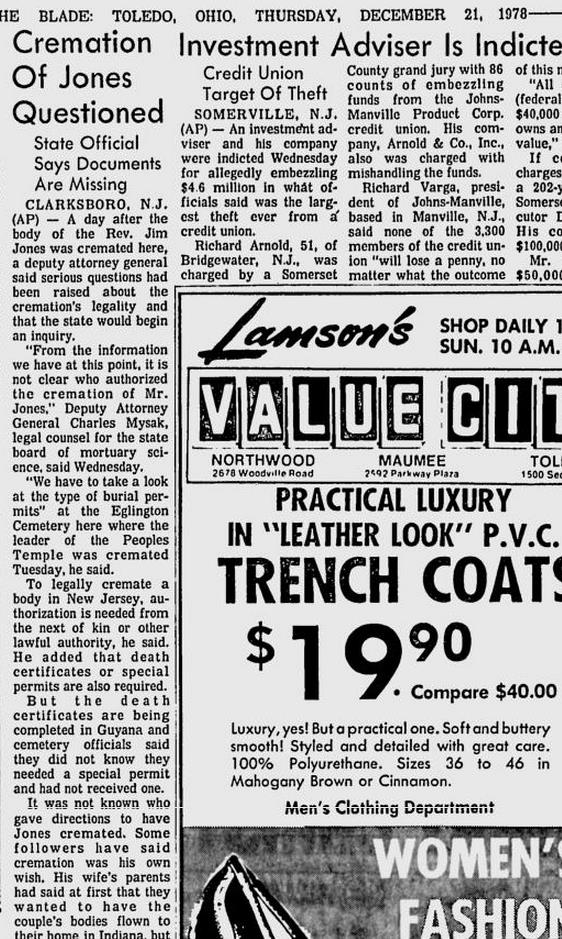 HE BLADE: TOLEDO, OHIO, THURSDAY, DECEMBER 21, 1978
Cremation
Of Jones
Questioned
State Official
Says Documents
Are Missing
CLARKSBORO, N.J.
(AP) — A day after the
body of the Rev. Jim
Jones was cremated here,
a deputy attorney general
said serious questions had
been raised about the
cremation's legality and
that the state would begin
an inquiry.
"From the information
we have at this point, it is
not clear who authorized
the cremation of Mr.
Jones," Deputy Attorney
General Charles Mysak,
legal counsel for the state
board of mortuary sci-
ence, said Wednesday.
"We have to take a look
at the type of burial per-
mits" at the Eglington
Cemetery here where the
leader of the Peoples
Temple was cremated
Tuesday, he said.
To legally cremate a
body in New Jersey, au-
thorization is needed from
the next of kin or other
lawful authority, he said.
He added that death
certificates or special
permits are also required.
But the death
certificates are being
completed in Guyana and
cemetery officials said
they did not know they
needed a special permit
and had not received one.
It was not known who
gave directions to have
Jones cremated. Some
followers have said
cremation was his own
wish. His wife's parents
had said at first that they
wanted to have the
couple's bodies flown to
their home in Indiana, but
Investment Adviser Is Indicte
Credit Union
Target Of Theft
SOMERVILLE, N.J.
(AP) — An investment ad-
viser and his company
were indicted Wednesday
for allegedly embezzling
$4.6 million in what of-
ficials said was the larg-
est theft ever from a
credit union.
Richard Arnold, 51, of
Bridgewater, N.J., was
charged by a Somerset
County grand jury with 86
counts of embezzling
funds from the Johns-
Manville Product Corp.
credit union. His com-
pany, Arnold & Co., Inc.,
also was charged with
mishandling the funds.
Richard Varga, presi-
dent of Johns-Manville,
based in Manville, N.J.,
said none of the 3,300
members of the credit un-
ion "will lose a penny, no
matter what the outcome
of this m
"All
(federal
$40,000
owns an
value,"
If c
charges
a 202-y
Somers
cutor D
His co
$100,00
Mr.
$50,00
Lamson's
SHOP DAILY 1
SUN. 10 A.M.
VALUE CIT
NORTHWOOD
2678 Woodville Road
MAUMEE
2592 Parkway Plaza
TOL
1500 Sec
PRACTICAL LUXURY
IN "LEATHER LOOK" P.V.C.
TRENCH COATS
$19.90
Compare $40.00
Luxury, yes! But a practical one. Soft and buttery
smooth! Styled and detailed with great care.
100% Polyurethane. Sizes 36 to 46 in
Mahogany Brown or Cinnamon.
Men's Clothing Department
WOMEN'S
FASHION